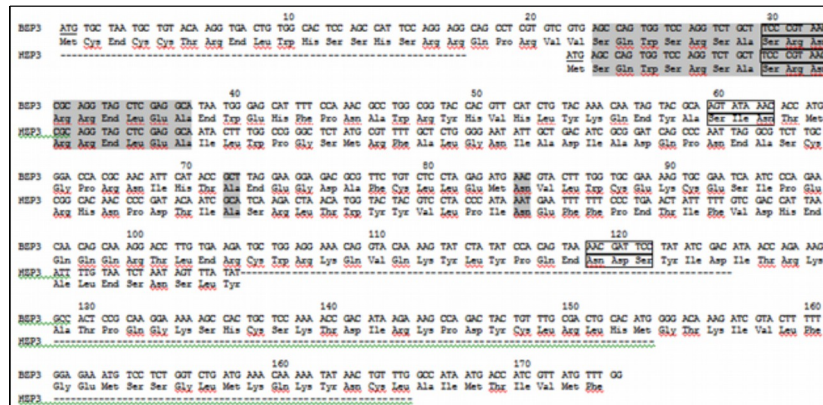 10 20 30
BEP3 ATG TGC TAA TGC TGT ACA AGG TGA CTG TGG CAC TCC AGC CAT TCC AGG AGG CAG CCT CGT GTC GTG AGC CAG TGG TCC AGG TCT GCT TCC CGT AA
Met Cys End Cys Cys Thr Arg End Leu Trp His Ser Ser His Ser Arg Arg Gln Pro Arg Val Val Ser Gln Trp Ser Arg Ser Ala Ser Arg Asn
HEP3 ATG AGC CAG TGG TCC AGG TCT GCT TCC CGT AA
Met Ser Gln Trp Ser Arg Ser Ala Ser Arg Asn
40 50 60
BEP3 CGC AGG TAG CTC GAG GCA TAA TGG GAG CAT TTT CCA AAC GCC TGG CGG TAC CAC GTT CAT CTG TAC AAA CAA TAG TAC GCA AGT ATA AAC ACC ATG
Arg Arg End Leu Glu Ala End Trp Glu His Phe Pro Asn Ala Trp Arg Tyr His Val His Leu Tyr Lys Gln End Tyr Ala Ser Ile Asn Thr Met
HEP3 CGC AGG TAG CTC GAG GCA ATA CTT TGG CCG GGC TCT ATG CGT TTT GCT CTG GGG AAT ATT GCT GAC ATC GCG GAT CAG CCC AAT TAG CGT CTT TGC
Arg Arg End Leu Glu Ala Ile Leu Trp Pro Gly Ser Met Arg Phe Ala Leu Gly Asn Ile Ala Asp Ile Ala Asp Gln Pro Asn End Ala Ser Cys
70 80 90
BEP3 GGA CCA CGC AAC ATT CAT ACC GCT TAG GAA GGA GAC GCG TTC TGT CTC CTA GAG ATG AAC GTA CTT TGG TGC GAA AAG TGC GAA TCA ATC CCA GAA
Gly Pro Arg Asn Ile His Thr Ala End Glu Gly Asp Ala Phe Cys Leu Leu Glu Met Asn Val Leu Trp Cys Glu Lys Cys Glu Ser Ile Pro Glu
HEP3 CGG CAC AAC CCC GAT ACA ATC GCA TCA AGA CTA ACA TGG TAC TAC GTC CTA CCC ATA AAT GAA TTT TTT CCC TGA ACT ATT TTT GTC GAC CAT TAA
Arg His Asn Pro Asp Thr Ile Ala Ser Arg Leu Thr Trp Tyr Tyr Val Leu Pro Ile Asn Glu Phe Phe Pro End Thr Ile Phe Val Asp His End
100 110 120
BEP3 CAA CAG CAA AGG ACC TTG TGA AGA TGC TGG AGG AAA CAG GTA CAA AAG TAT CTA TAT CCA CAG TAA AAC GAT TCC TAT ATC GAC ATA ACC AGA AAG
Gln Gln Gln Arg Thr Leu End Arg Cys Trp Arg Lys Gln Val Gln Lys Tyr Leu Tyr Pro Gln End Asn Asp Ser Tyr Ile Asp Ile Thr Arg Lys
HEP3 ATT TTG TAA TCT AAT AGT TTA TAT
Ale Leu End Ser Asn Ser Leu Tyr
130 140 150 160
BEP3 GCC ACT CCG CAA GGA AAA AGC CAC TGC TCC AAA ACC GAC ATA AGA AAG CCA GAC TAC TGT TTG CGA CTG CAC ATG GGG ACA AAG ATC GTA CTT TTT
Ala Thr Pro Gln Gly Lys Ser His Cys Ser Lys Thr Asp Ile Arg Lys Pro Asp Tyr Cys Leu Arg Leu His Met Gly Thr Lys Ile Val Leu Phe
HEP3
160 170
BEP3 GGA GAA ATG TCC TCT GGT CTG ATG AAA CAA AAA TAT AAC TGT TTG GCC ATA ATG ACC ATC GTT ATG TTT GG
Gly Glu Met Ser Ser Gly Leu Met Lys Gln Lys Tyr Asn Cys Leu Ala Ile Met Thr Ile Val Met Phe
HEP3